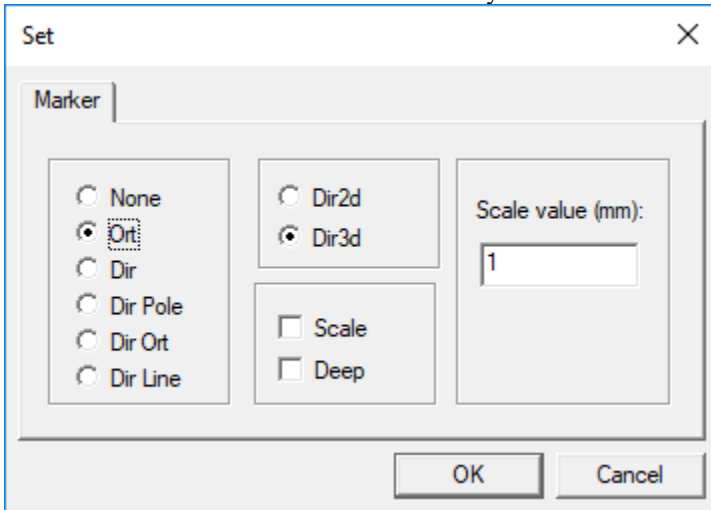 Set
Marker
None
Ort
Dir
Dir Pole
Dir Ort
Dir Line
Dir2d
Dir3d
Scale
Deep
Scale value (mm):
1
OK
Cancel